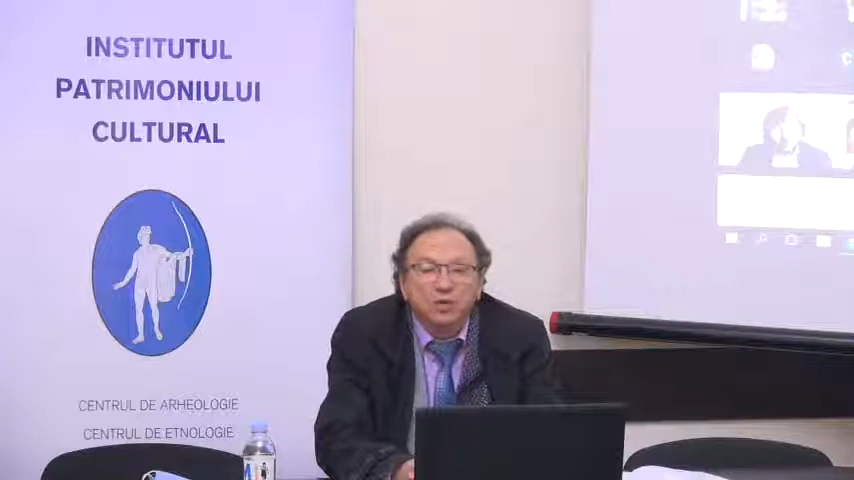 INSTITUTUL
PATRIMONIULUI
CULTURAL
CENTRUL DE ARHEOLOGIE
CENTRUL DE ETNOLOGIE